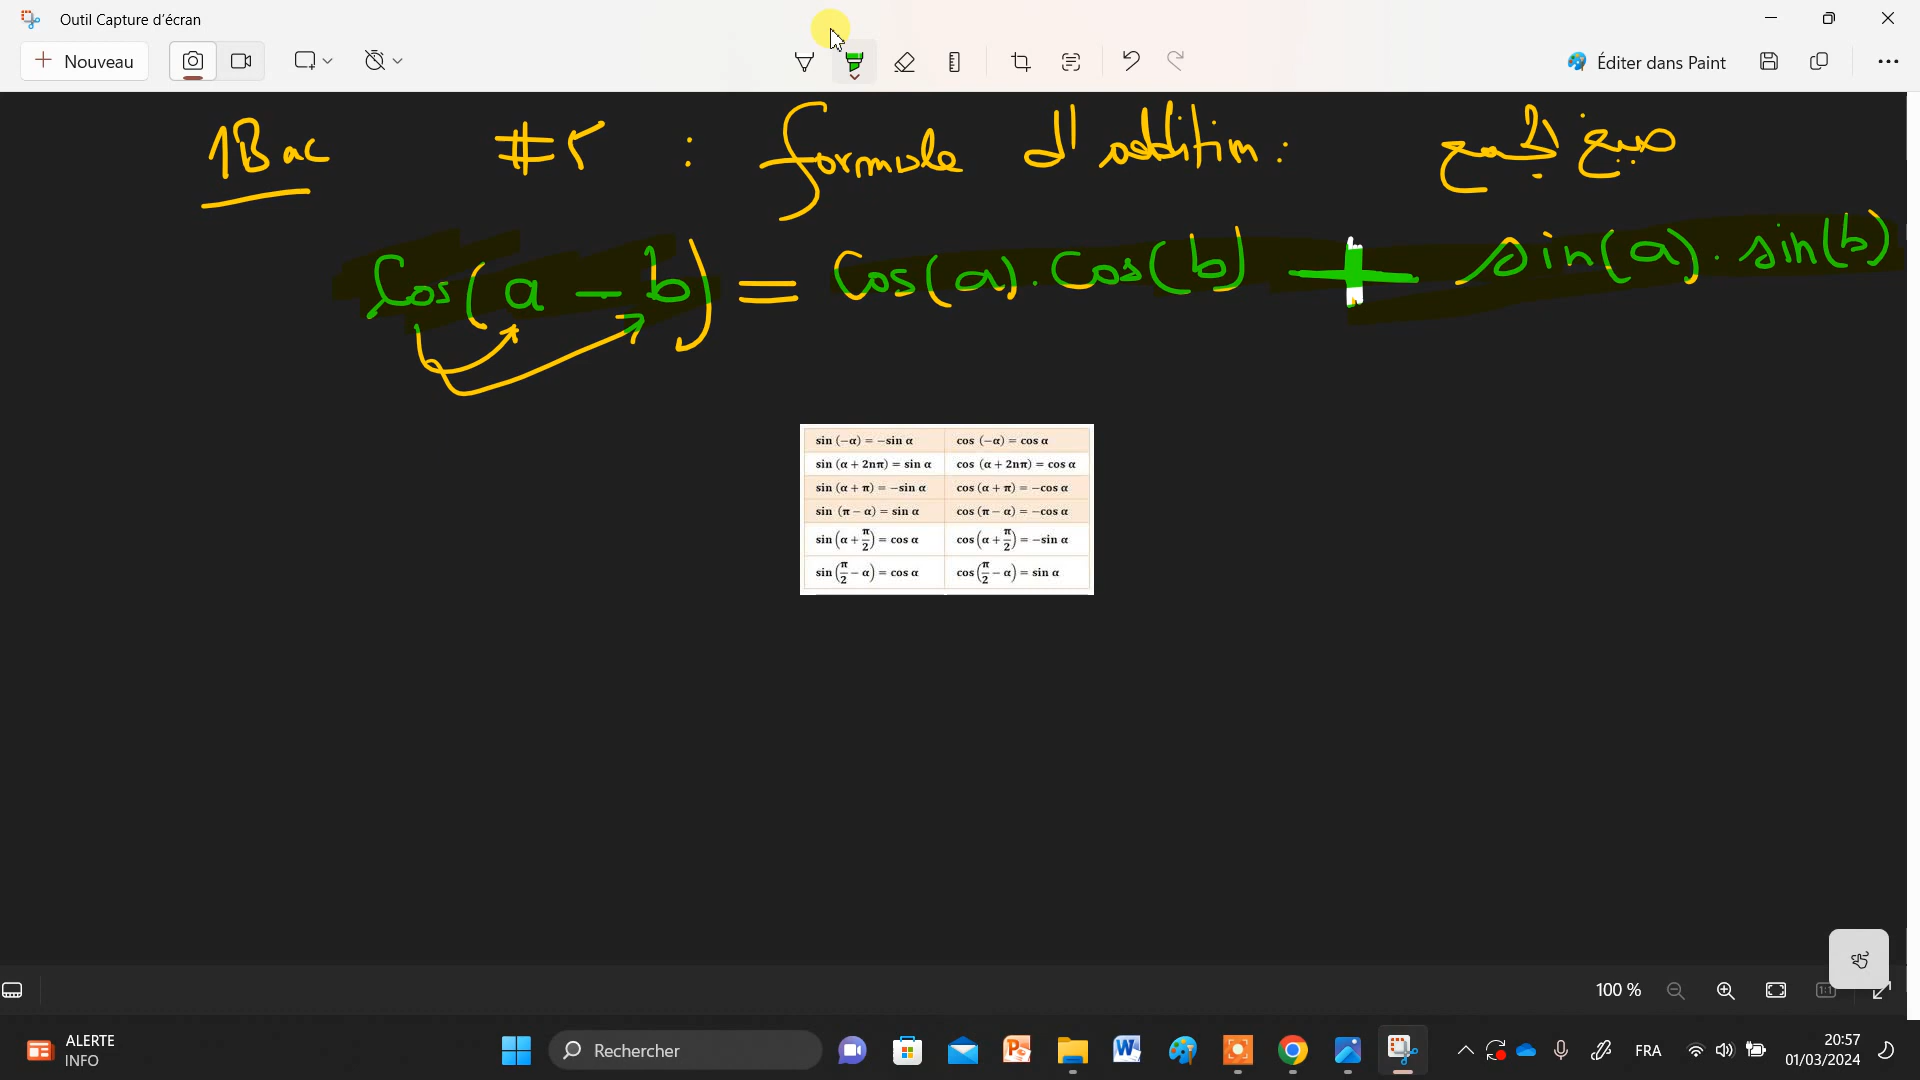 Outil Capture d'écran
Nouveau
Éditer dans Paint
1Bac #5 : formule d'addition : صيغ الجمع
Cos(a - b) = Cos(a) . Cos(b) + sin(a) . sin(b)
sin (−α) = −sin α cos (−α) = cos α
sin (α + 2nπ) = sin α cos (α + 2nπ) = cos α
sin (α + π) = −sin α cos (α + π) = −cos α
sin (π − α) = sin α cos (π − α) = −cos α
sin (α + π/2) = cos α cos (α + π/2) = −sin α
sin (π/2 − α) = cos α cos (π/2 − α) = sin α
100 %
ALERTE
INFO
Rechercher
FRA
20:57
01/03/2024